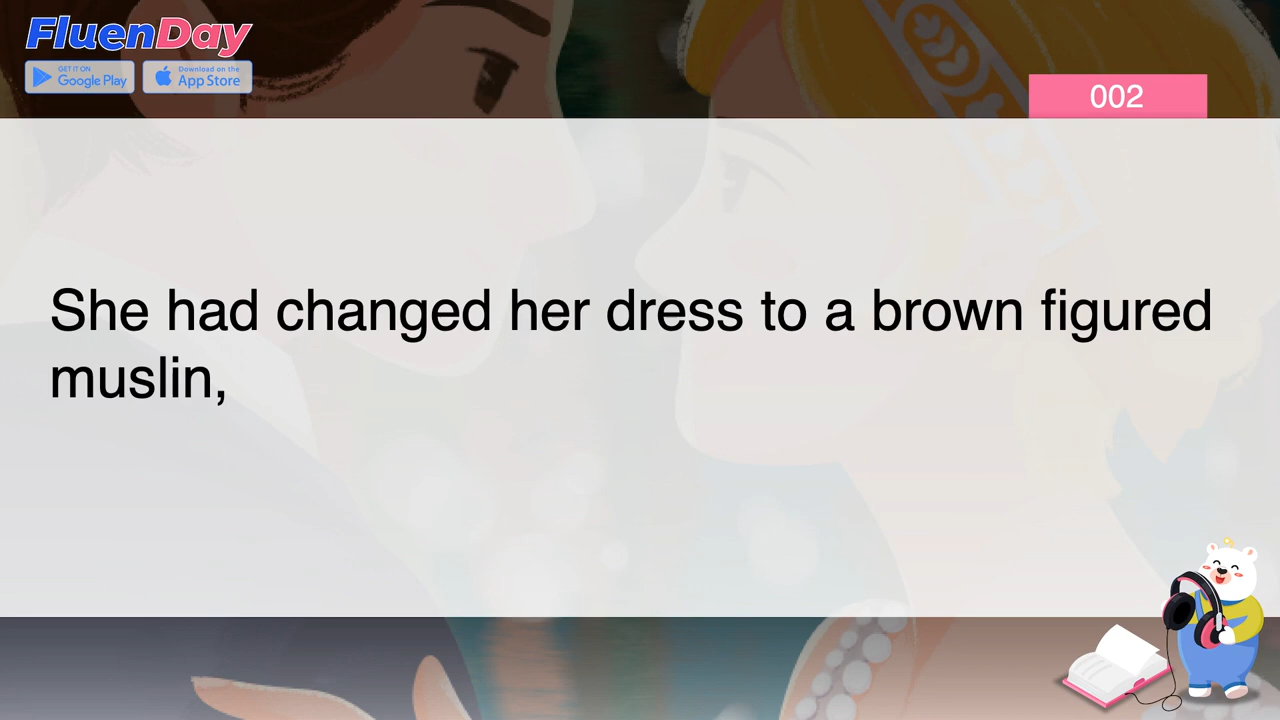 FluenDay
GET IT ON
Google Play
Download on the
App Store
002
She had changed her dress to a brown figured
muslin,